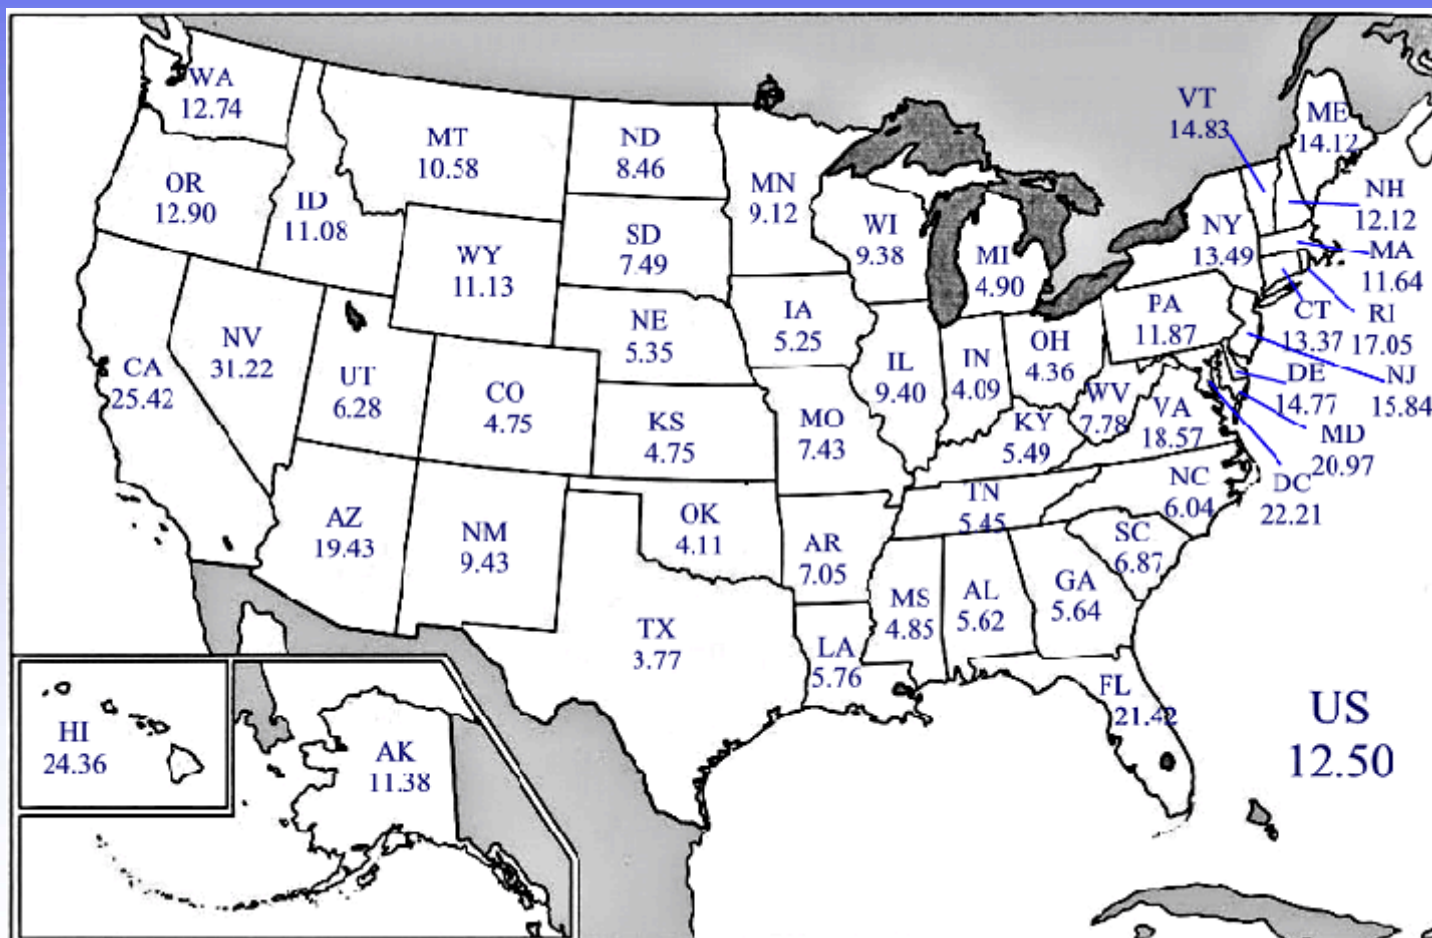 WA
12.74
MT
10.58
ND
8.46
VT
14.83
ME
14.12
OR
12.90
ID
11.08
MN
9.12
NH
12.12
WY
11.13
SD
7.49
WI
9.38
MI
4.90
NY
13.49
MA
11.64
NV
31.22
NE
5.35
IA
5.25
PA
11.87
CT
13.37
RI
17.05
CA
25.42
UT
6.28
CO
4.75
KS
4.75
MO
7.43
IL
9.40
IN
4.09
OH
4.36
WV
7.78
VA
18.57
DE
14.77
NJ
15.84
KY
5.49
MD
20.97
DC
22.21
AZ
19.43
NM
9.43
OK
4.11
AR
7.05
TN
5.45
NC
6.04
SC
6.87
TX
3.77
LA
5.76
MS
4.85
AL
5.62
GA
5.64
FL
21.42
HI
24.36
AK
11.38
US
12.50